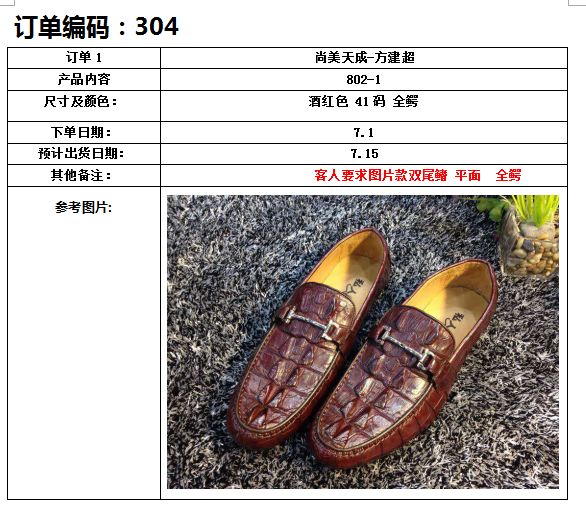 订单编码：304
订单 1 尚美天成-方建超
产品内容 802-1
尺寸及颜色： 酒红色 41 码 全鳄
下单日期： 7.1
预计出货日期： 7.15
其他备注： 客人要求图片款双尾鳍 平面 全鳄
参考图片: